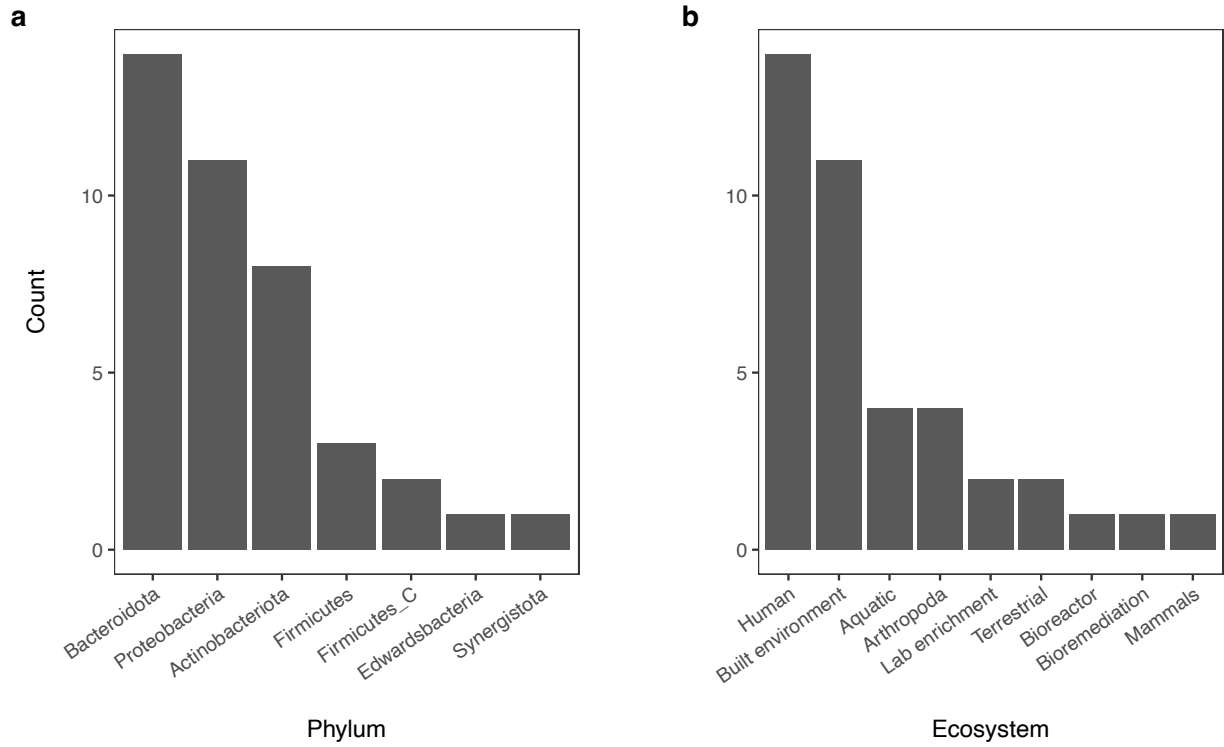 a
Count
10
5
0
Bacteroidota
Proteobacteria
Actinobacteriota
Firmicutes
Firmicutes_C
Edwardsbacteria
Synergistota
Phylum
b
10
5
0
Human
Built environment
Aquatic
Arthropoda
Lab enrichment
Terrestrial
Bioreactor
Bioremediation
Mammals
Ecosystem